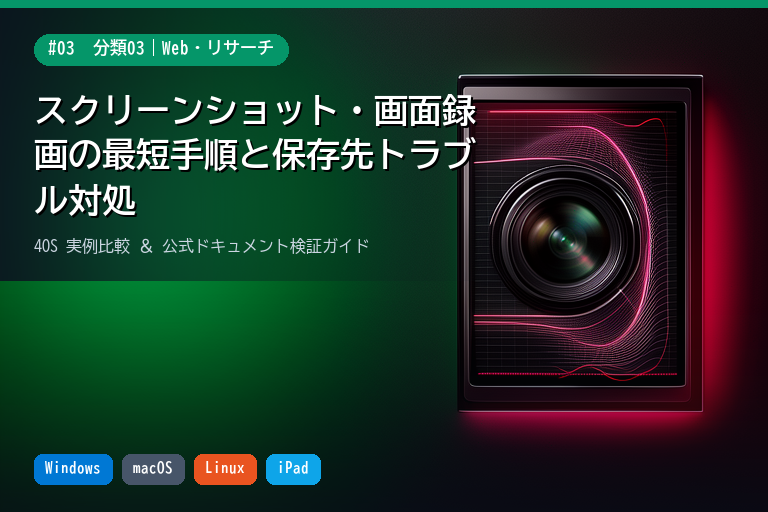 #03 分類03｜Web・リサーチ
スクリーンショット・画面録
画の最短手順と保存先トラブ
ル対処
4OS 実例比較 ＆ 公式ドキュメント検証ガイド
Windows
macOS
Linux
iPad